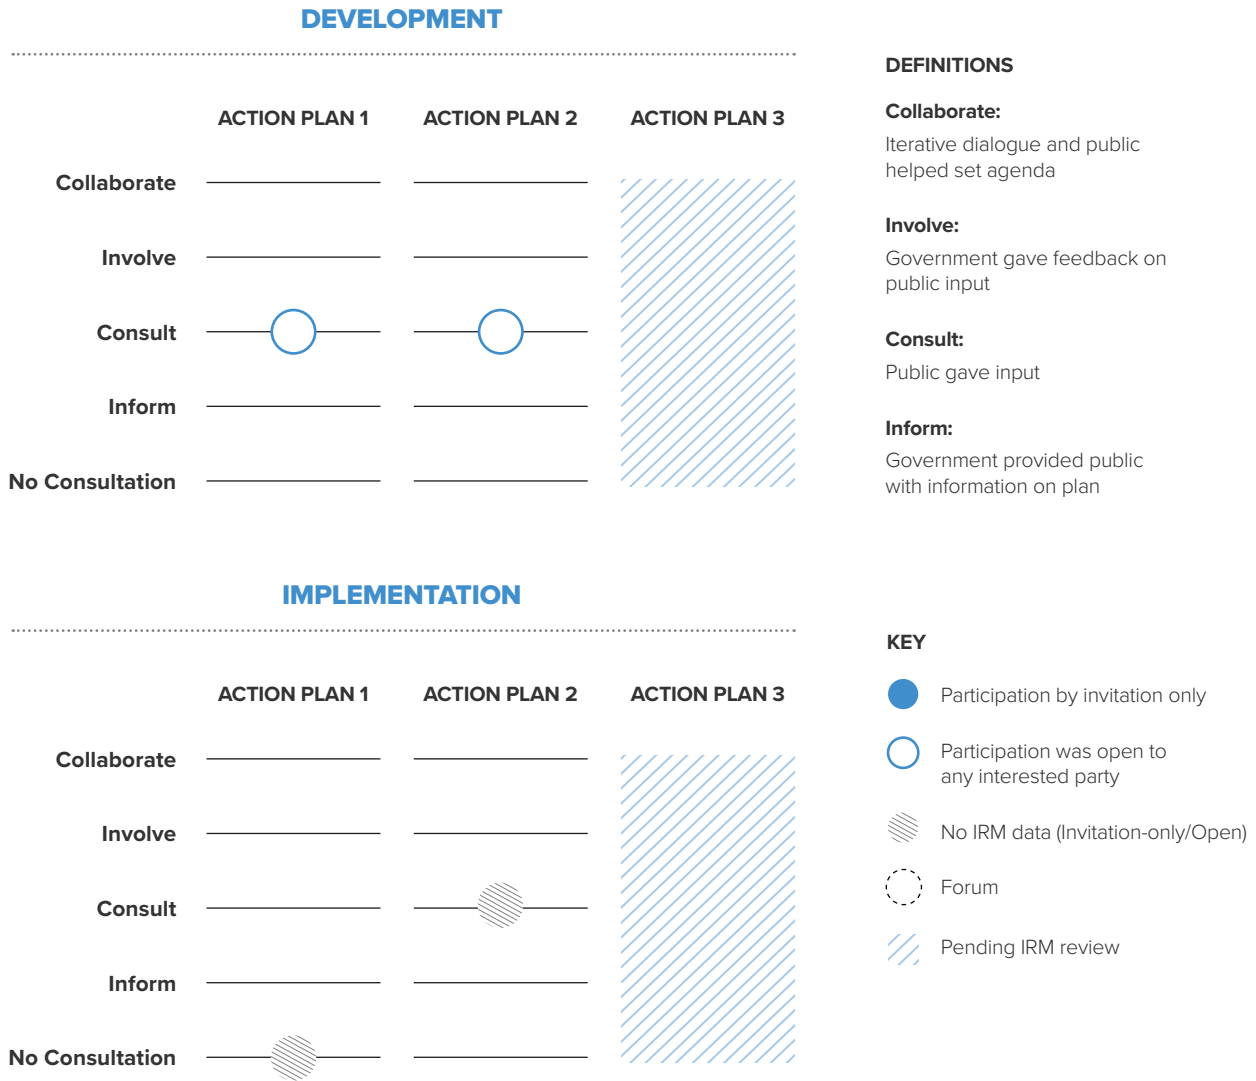 DEVELOPMENT
ACTION PLAN 1
ACTION PLAN 2
ACTION PLAN 3
Collaborate
Involve
Consult
Inform
No Consultation
DEFINITIONS
Collaborate:
Iterative dialogue and public
helped set agenda
Involve:
Government gave feedback on
public input
Consult:
Public gave input
Inform:
Government provided public
with information on plan
IMPLEMENTATION
ACTION PLAN 1
ACTION PLAN 2
ACTION PLAN 3
Collaborate
Involve
Consult
Inform
No Consultation
KEY
Participation by invitation only
Participation was open to
any interested party
No IRM data (Invitation-only/Open)
Forum
Pending IRM review